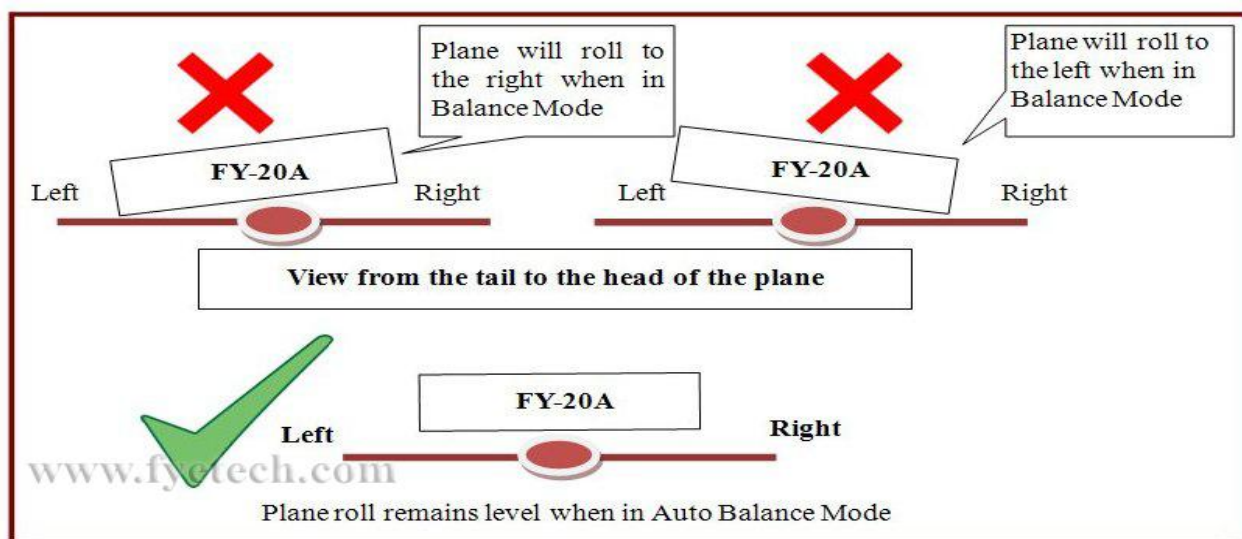 Plane will roll to
the right when in
Balance Mode
Plane will roll to
the left when in
Balance Mode
FY-20A
FY-20A
Left
Right
Left
Right
View from the tail to the head of the plane
FY-20A
Left
Right
www.fyetech.com
Plane roll remains level when in Auto Balance Mode